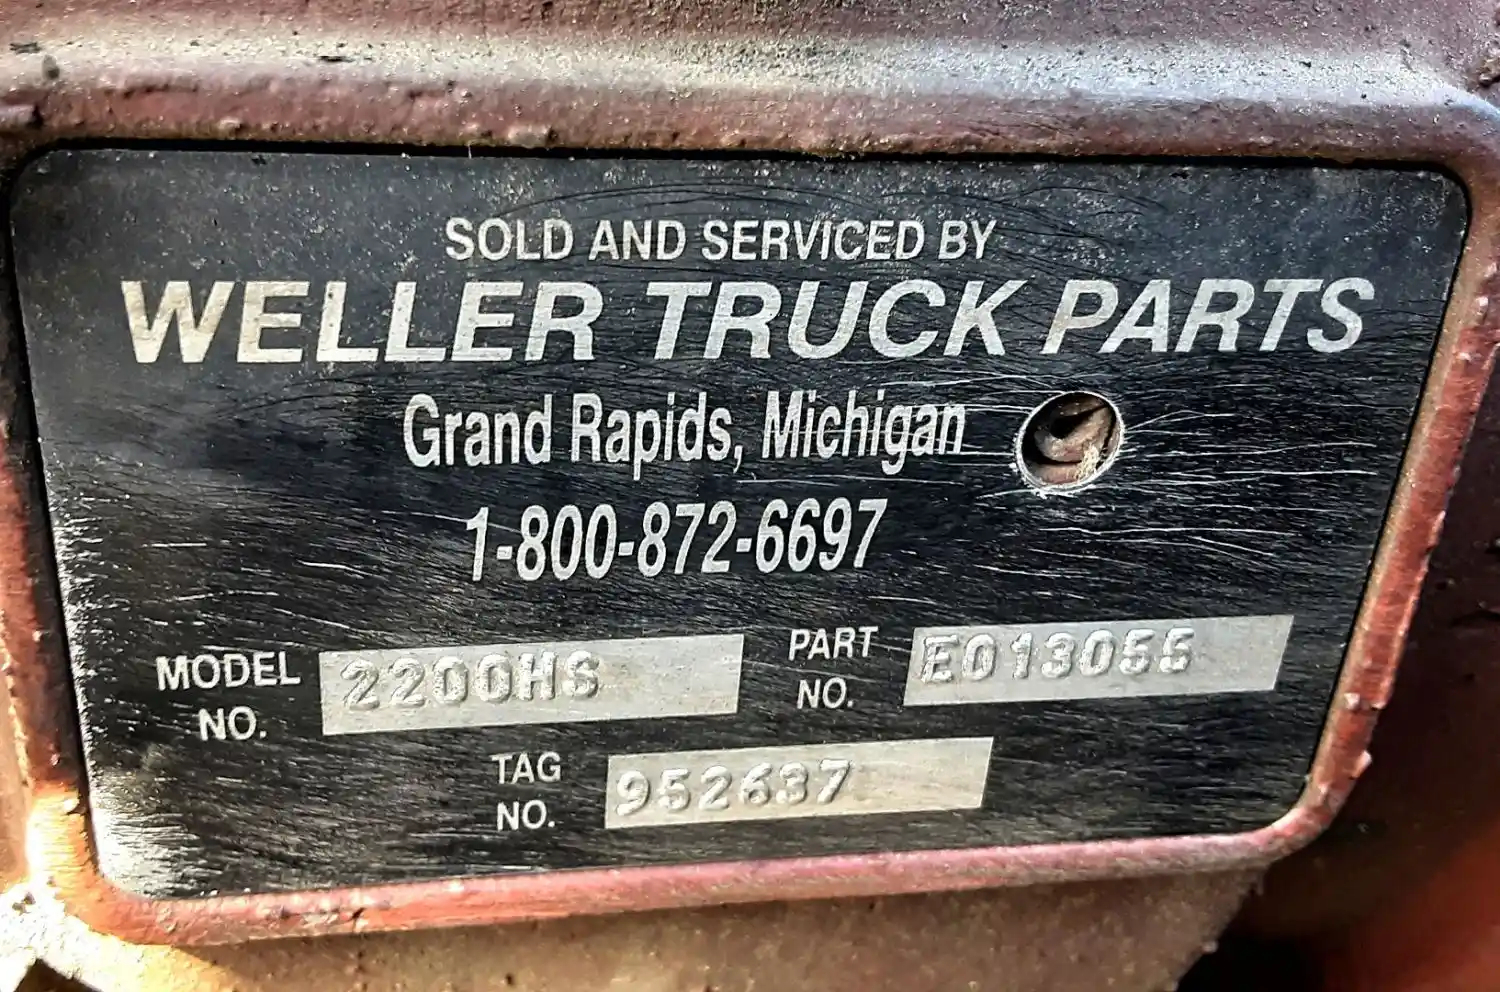 SOLD AND SERVICED BY
WELLER TRUCK PARTS
Grand Rapids, Michigan
1-800-872-6697
MODEL NO. 2200HS
PART NO. E013055
TAG NO. 952637